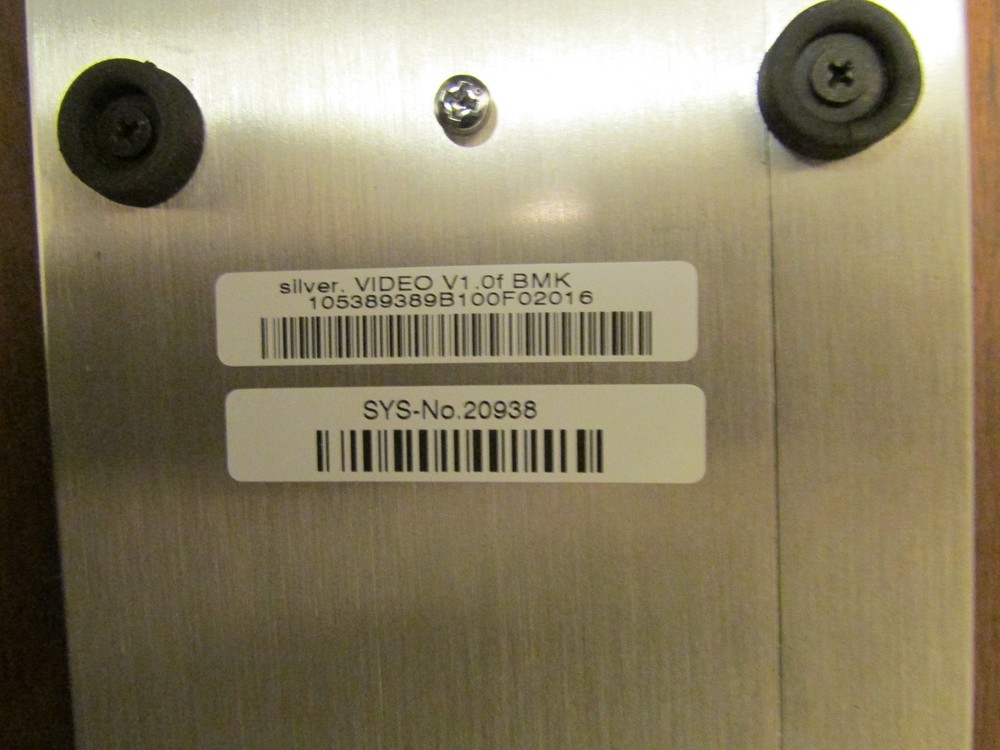 silver. VIDEO V1.0f BMK
105389389B100F02016
SYS-No.20938